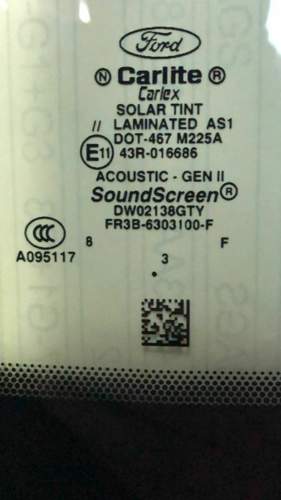 Ford
N Carlite ® R
Carlex
SOLAR TINT
// LAMINATED AS1
DOT-467 M225A
E11 43R-016686
ACOUSTIC - GEN II
SoundScreen®
DW02138GTY
FR3B-6303100-F
CCC
A095117
8 F
3